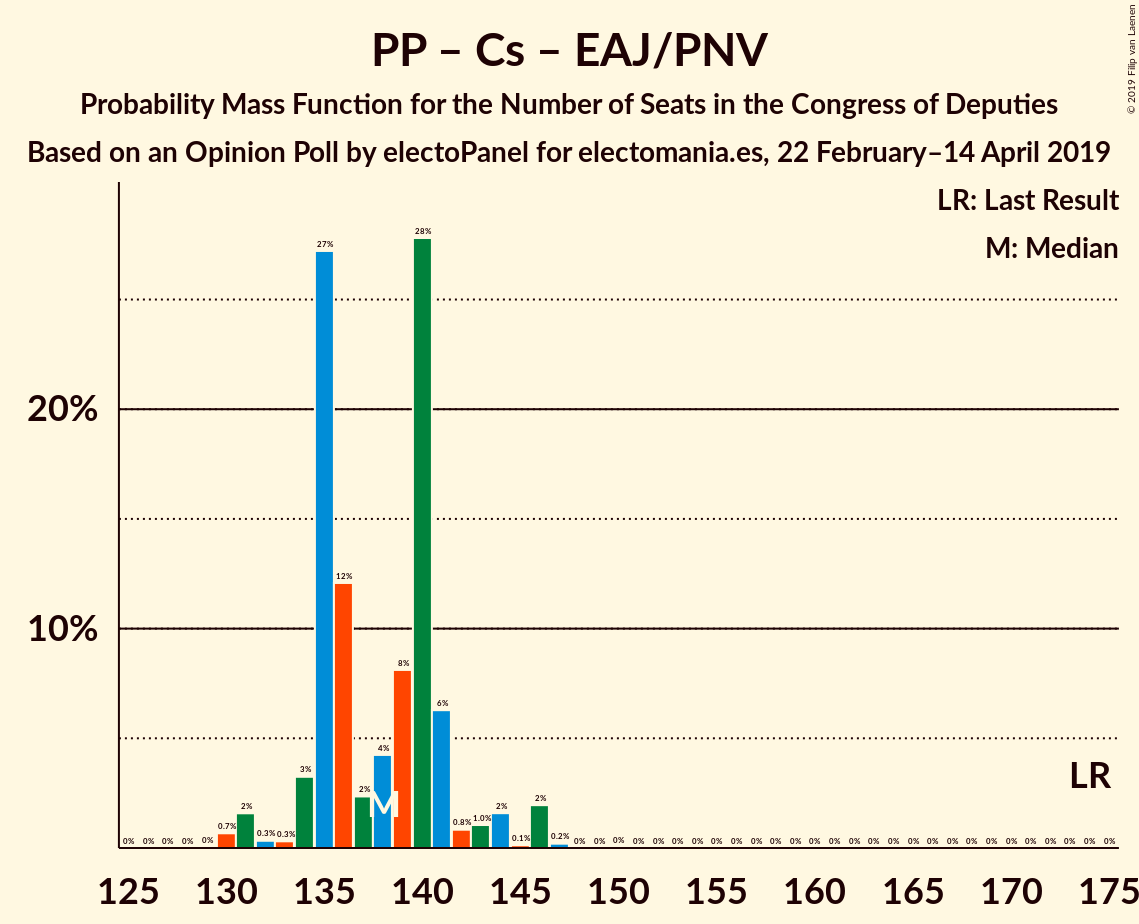 PP – Cs – EAJ/PNV
Probability Mass Function for the Number of Seats in the Congress of Deputies
Based on an Opinion Poll by electoPanel for electomania.es, 22 February–14 April 2019
© 2019 Filip van Laenen
LR: Last Result
M: Median
20%
10%
0% 0% 0% 0% 0% 0.7% 2% 0.3% 0.3% 3% 27% 12% 2% 4% 8% 28% 6% 0.8% 1.0% 2% 0.1% 2% 0.2% 0% 0% 0% 0% 0% 0% 0% 0% 0% 0% 0% 0% 0% 0% 0% 0% 0% 0% 0% 0% 0% 0% 0% 0% 0% 0% 0% 0%
M
LR
125 130 135 140 145 150 155 160 165 170 175